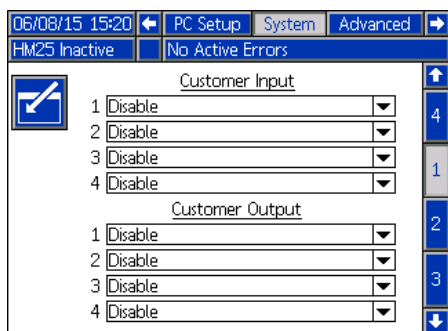 06/08/15 15:20 PC Setup System Advanced
HM25 Inactive No Active Errors
Customer Input
1 Disable
2 Disable
3 Disable
4 Disable
Customer Output
1 Disable
2 Disable
3 Disable
4 Disable
4
1
2
3